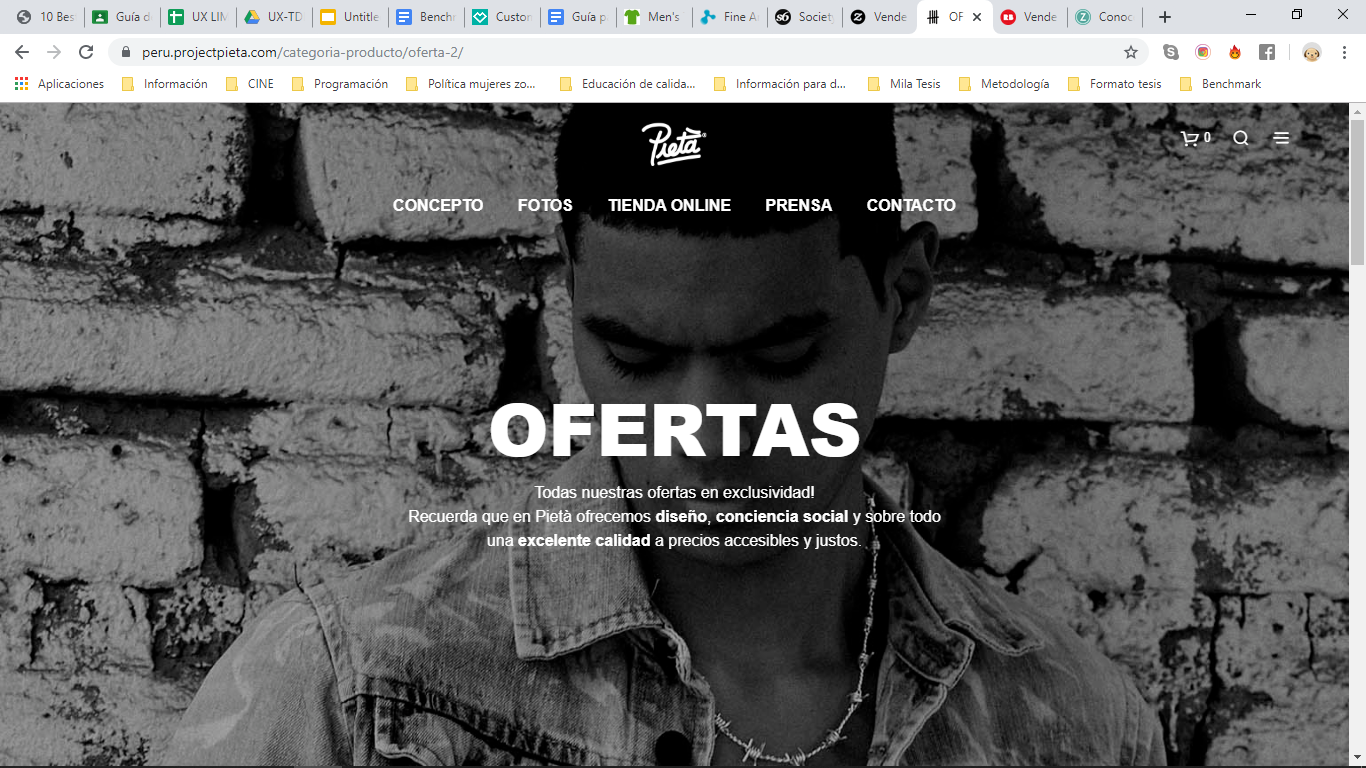 10 Bes
Guía d
UX LIM
UX-TD
Untitle
Benchr
Custor
Guía p
Men's
Fine A
Society
Vende
OF
Vende
Conoc
peru.projectpieta.com/categoria-producto/oferta-2/
Aplicaciones
Información
CINE
Programación
Política mujeres zo...
Educación de calida...
Información para d...
Mila Tesis
Metodología
Formato tesis
Benchmark
Pietà
0
CONCEPTO
FOTOS
TIENDA ONLINE
PRENSA
CONTACTO
OFERTAS
Todas nuestras ofertas en exclusividad!
Recuerda que en Pietà ofrecemos diseño, conciencia social y sobre todo
una excelente calidad a precios accesibles y justos.